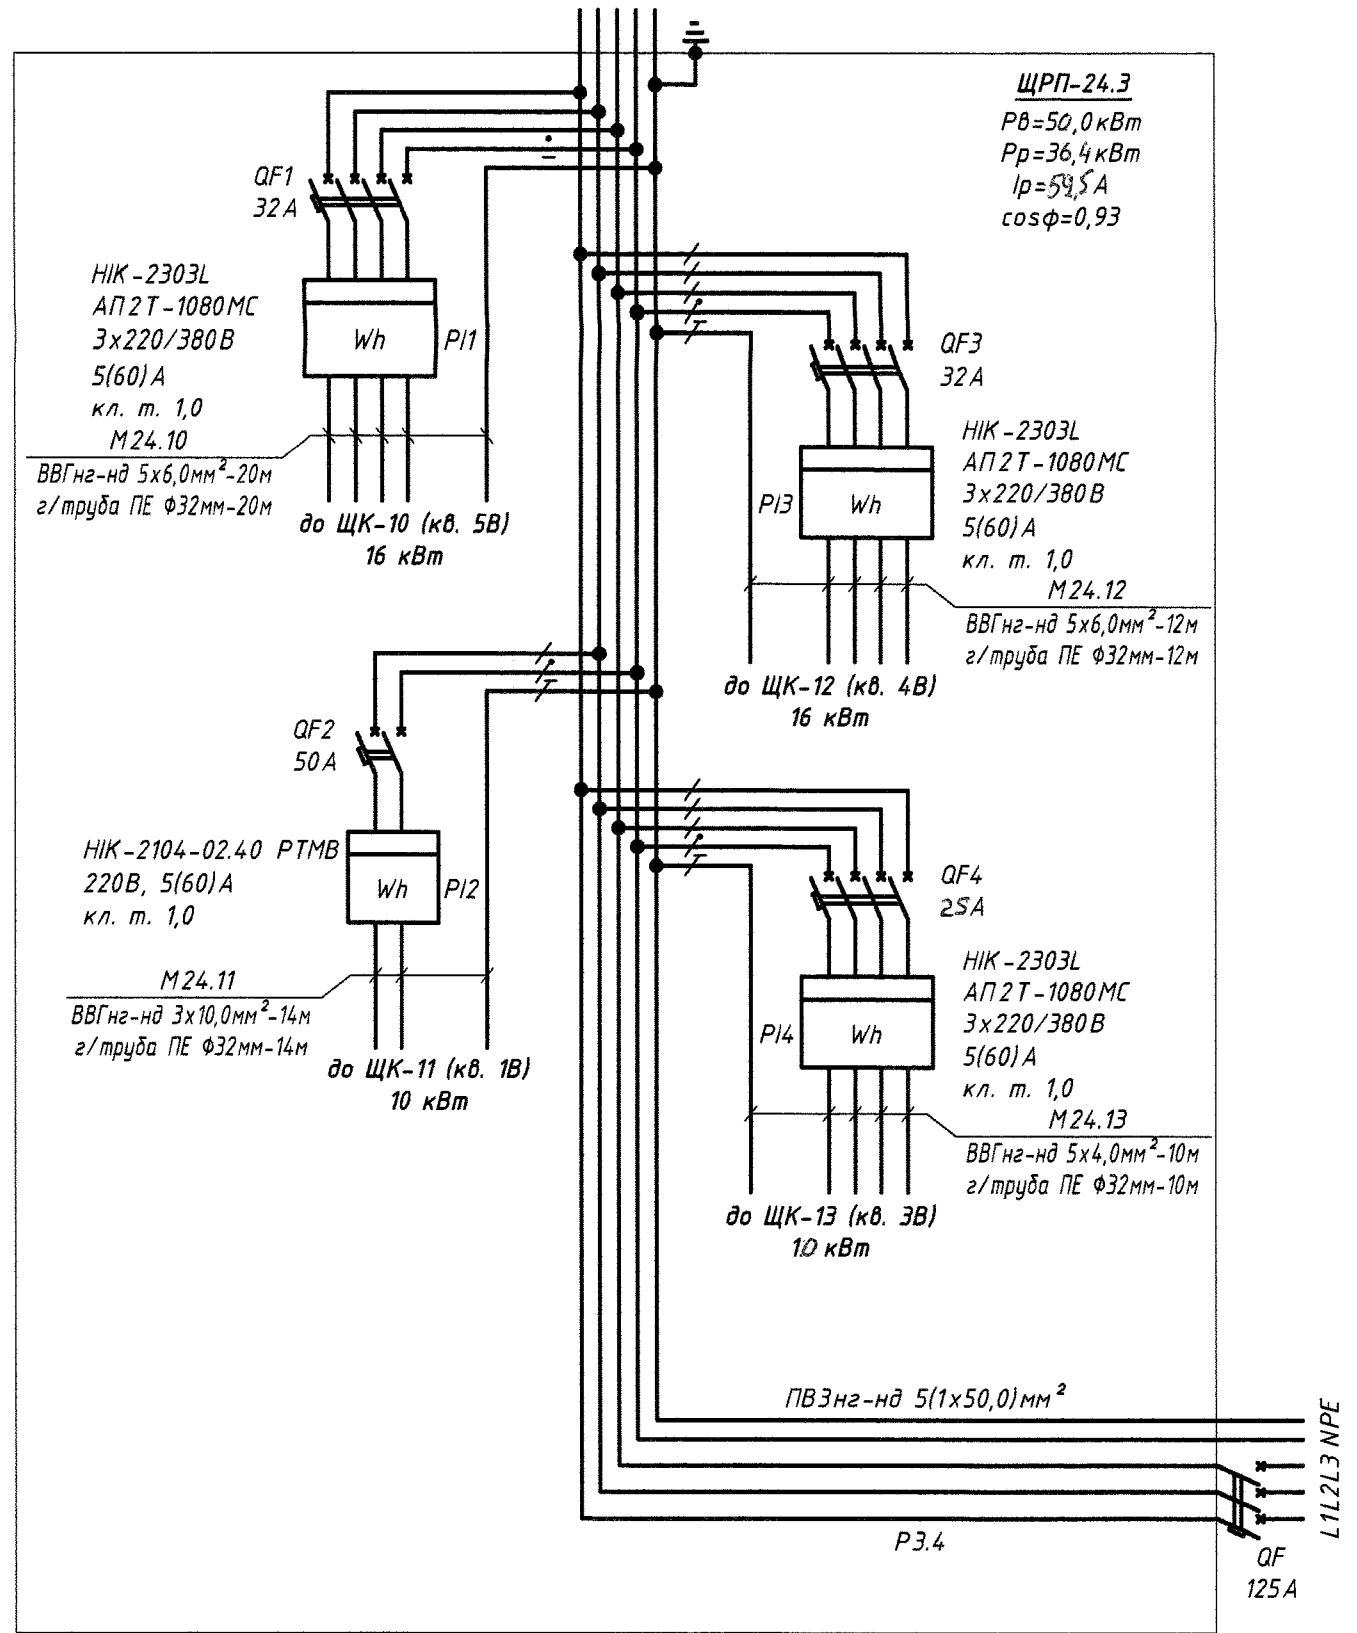 ЩРП-24.3
Рв=50,0кВт
Рр=36,4кВт
Iр=59,5А
cosφ=0,93
QF1
32А
НІК-2303L
АП2Т-1080МС
3х220/380В
5(60)А
кл. т. 1,0
Wh
PI1
М24.10
ВВГнг-нд 5х6,0мм²-20м
г/труба ПЕ Ф32мм-20м
до ЩК-10 (кв. 5В)
16 кВт
QF3
32А
НІК-2303L
АП2Т-1080МС
3х220/380В
5(60)А
кл. т. 1,0
PI3
Wh
М24.12
ВВГнг-нд 5х6,0мм²-12м
г/труба ПЕ Ф32мм-12м
до ЩК-12 (кв. 4В)
16 кВт
QF2
50А
НІК-2104-02.40 РТМВ
220В, 5(60)А
кл. т. 1,0
Wh
PI2
М24.11
ВВГнг-нд 3х10,0мм²-14м
г/труба ПЕ Ф32мм-14м
до ЩК-11 (кв. 1В)
10 кВт
QF4
25А
НІК-2303L
АП2Т-1080МС
3х220/380В
5(60)А
кл. т. 1,0
PI4
Wh
М24.13
ВВГнг-нд 5х4,0мм²-10м
г/труба ПЕ Ф32мм-10м
до ЩК-13 (кв. 3В)
10 кВт
ПВ3нг-нд 5(1х50,0)мм²
L1L2L3 NPE
Р3.4
QF
125А